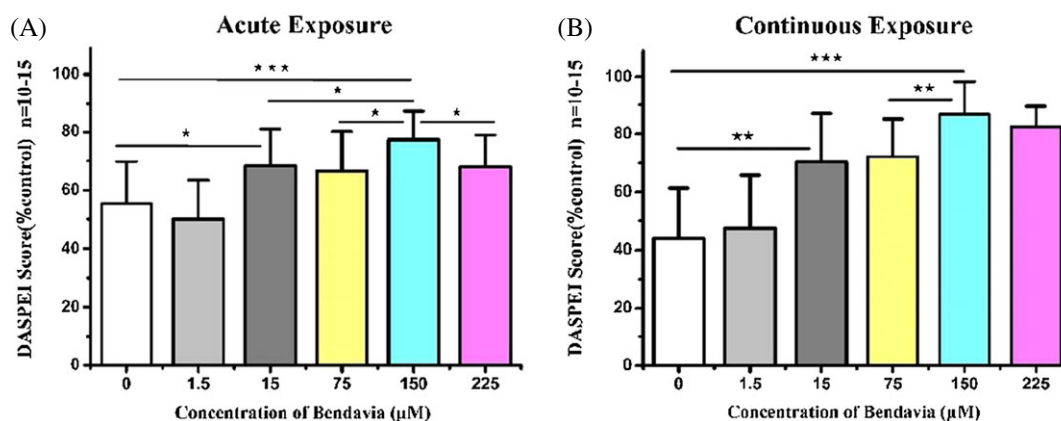 (A)
Acute Exposure
DASPEI Score(%control) n=10-15
100
80
60
40
20
0
***
*
*
*
*
0 1.5 15 75 150 225
Concentration of Bendavia (μM)
(B)
Continuous Exposure
DASPEI Score(%control) n=10-15
100
80
60
40
20
0
***
**
**
0 1.5 15 75 150 225
Concentration of Bendavia (μM)